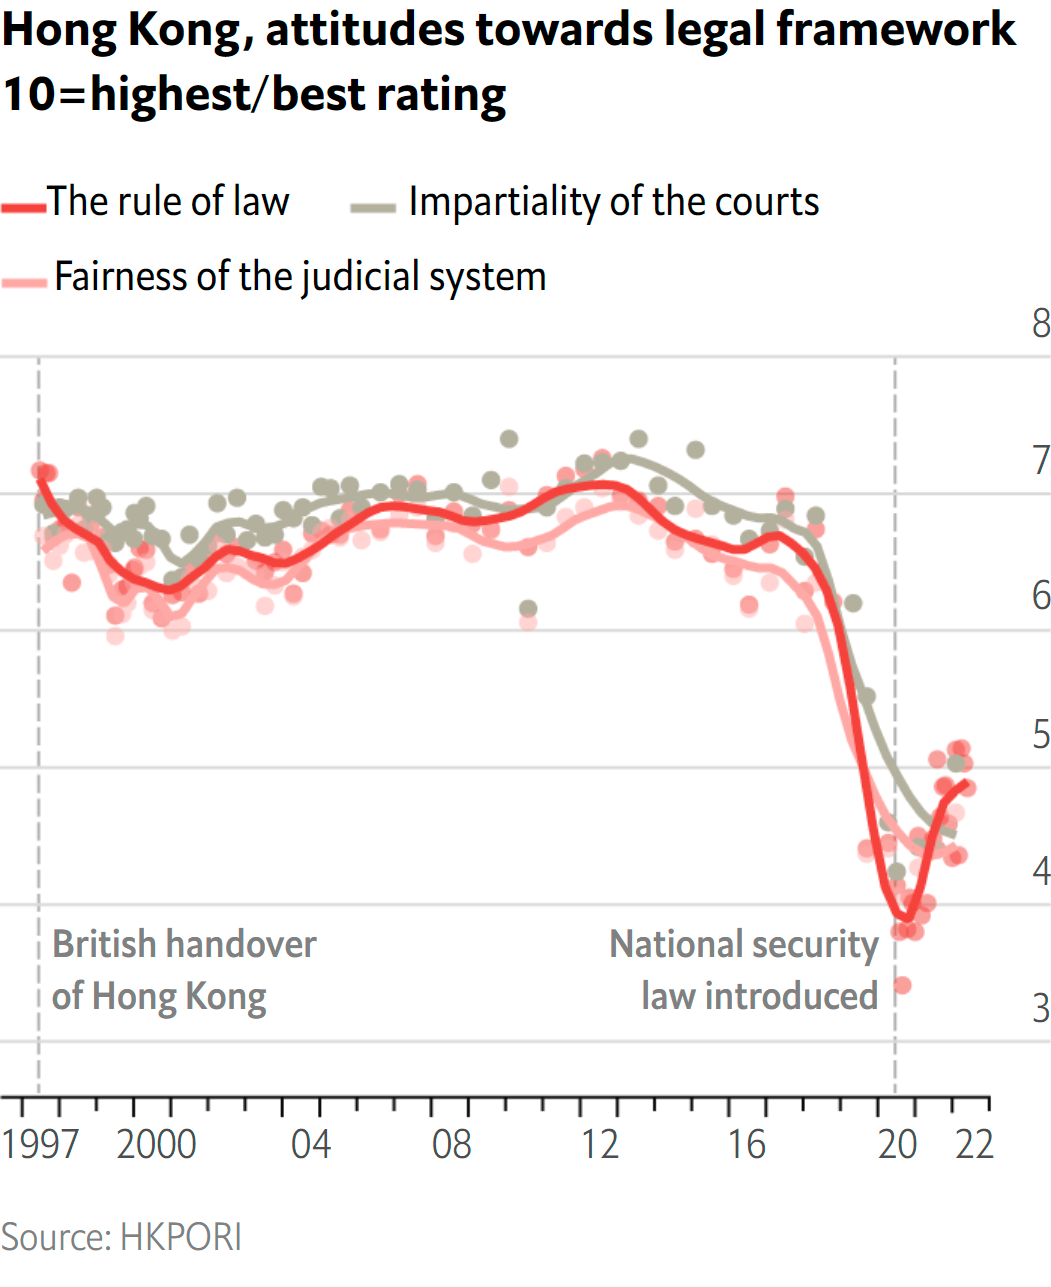 Hong Kong, attitudes towards legal framework
10=highest/best rating
The rule of law
Impartiality of the courts
Fairness of the judicial system
8
7
6
5
4
3
British handover
of Hong Kong
National security
law introduced
1997 2000 04 08 12 16 20 22
Source: HKPORI